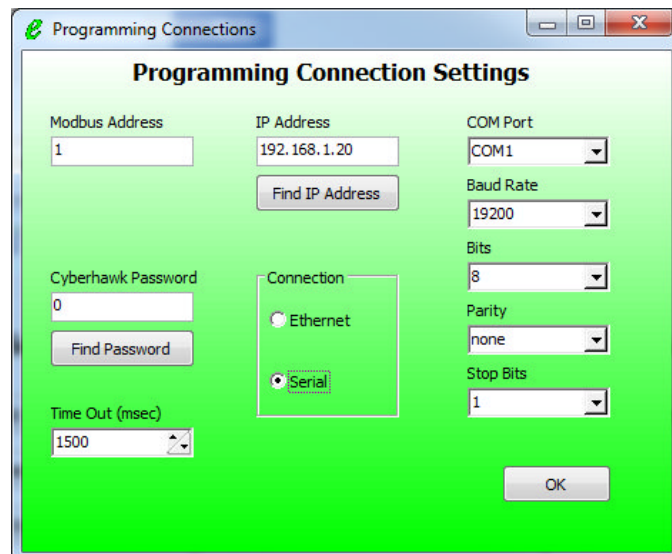 Programming Connections
Programming Connection Settings
Modbus Address
1
IP Address
192.168.1.20
Find IP Address
COM Port
COM1
Baud Rate
19200
Bits
8
Parity
none
Stop Bits
1
Cyberhawk Password
0
Find Password
Connection
Ethernet
Serial
Time Out (msec)
1500
OK